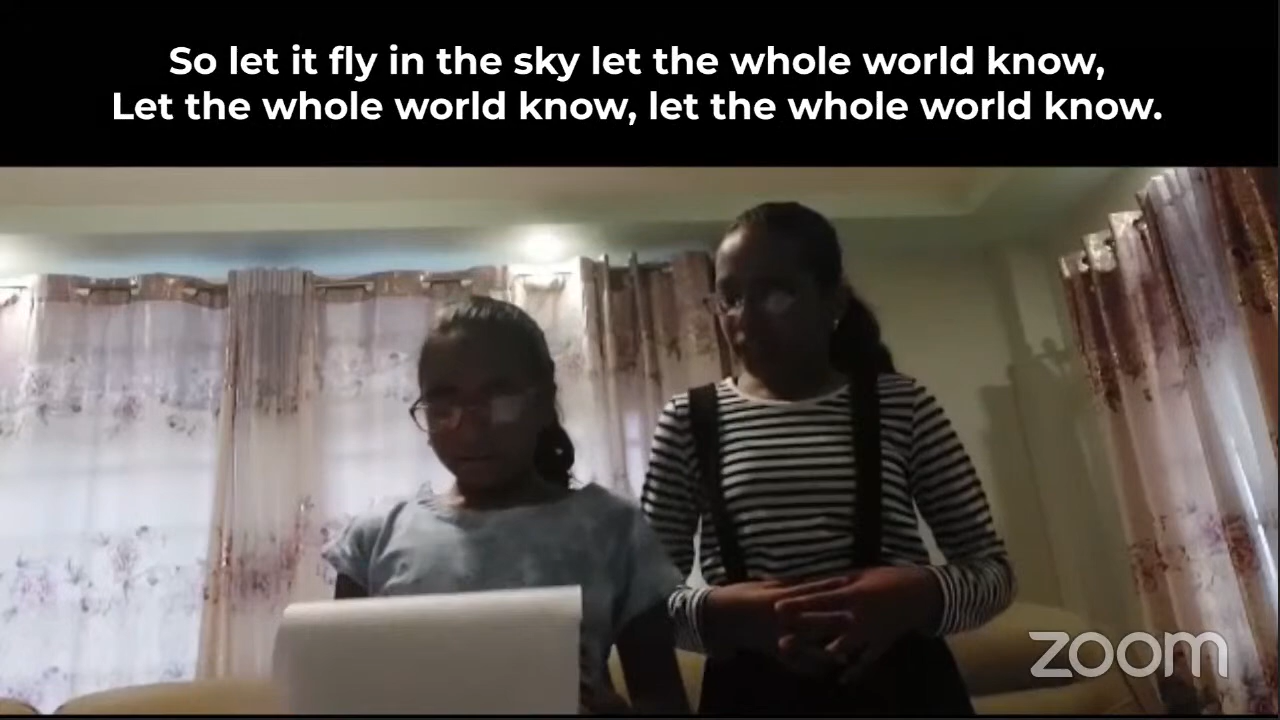 So let it fly in the sky let the whole world know,
Let the whole world know, let the whole world know.
zoom